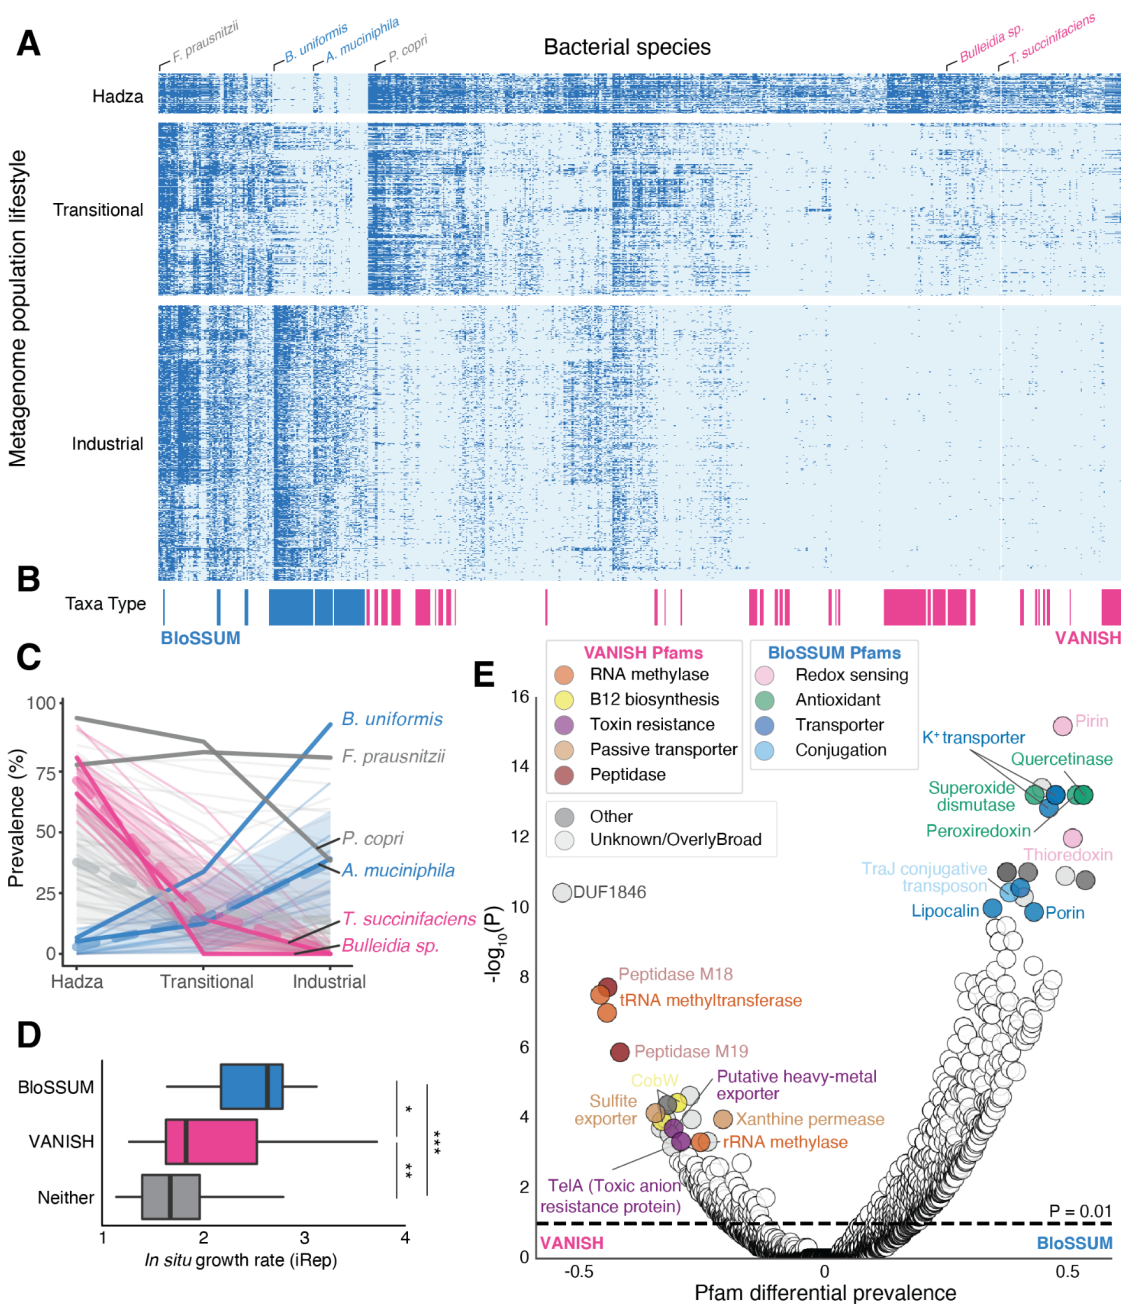 A
F. prausnitzii
B. uniformis
A. muciniphila
P. copri
Bacterial species
Bulleidia sp.
T. succinifaciens
Metagenome population lifestyle
Hadza
Transitional
Industrial
B
Taxa Type
BloSSUM
VANISH
C
Prevalence (%)
100
75
50
25
0
B. uniformis
F. prausnitzii
P. copri
A. muciniphila
T. succinifaciens
Bulleidia sp.
Hadza
Transitional
Industrial
D
BloSSUM
VANISH
Neither
*
**
***
1
2
3
4
In situ growth rate (iRep)
E
VANISH Pfams
RNA methylase
B12 biosynthesis
Toxin resistance
Passive transporter
Peptidase
BloSSUM Pfams
Redox sensing
Antioxidant
Transporter
Conjugation
Other
Unknown/OverlyBroad
-log10(P)
16
14
12
10
8
6
4
2
0
Pirin
K+ transporter
Quercetinase
Superoxide
dismutase
Peroxiredoxin
Thioredoxin
TraJ conjugative
transposon
Lipocalin
Porin
DUF1846
Peptidase M18
tRNA methyltransferase
Peptidase M19
CobW
Putative heavy-metal
exporter
Sulfite
exporter
Xanthine permease
rRNA methylase
TelA (Toxic anion
resistance protein)
P = 0.01
VANISH
BloSSUM
-0.5
0
0.5
Pfam differential prevalence